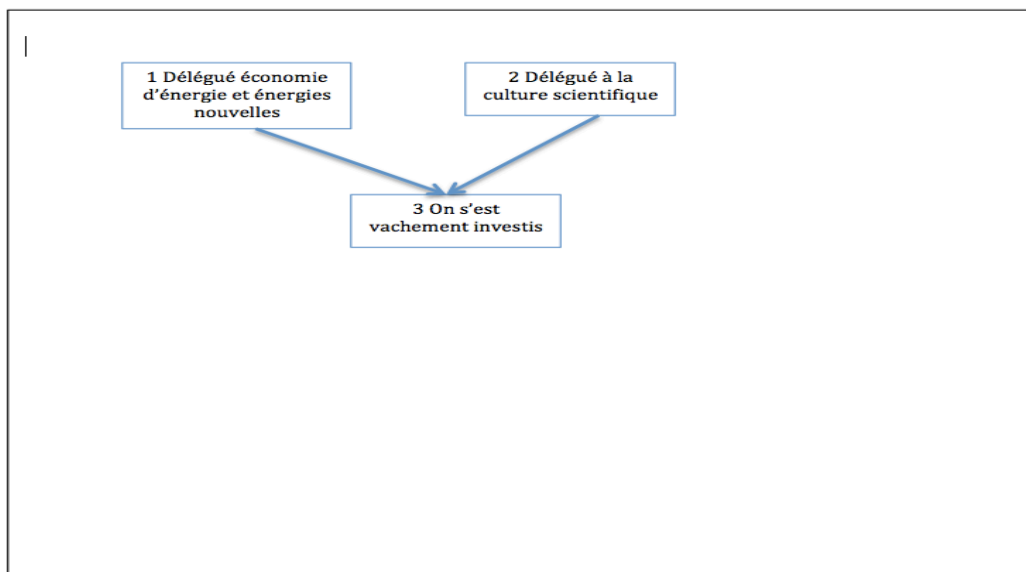 1 Délégué économie
d'énergie et énergies
nouvelles
2 Délégué à la
culture scientifique
3 On s'est
vachement investis